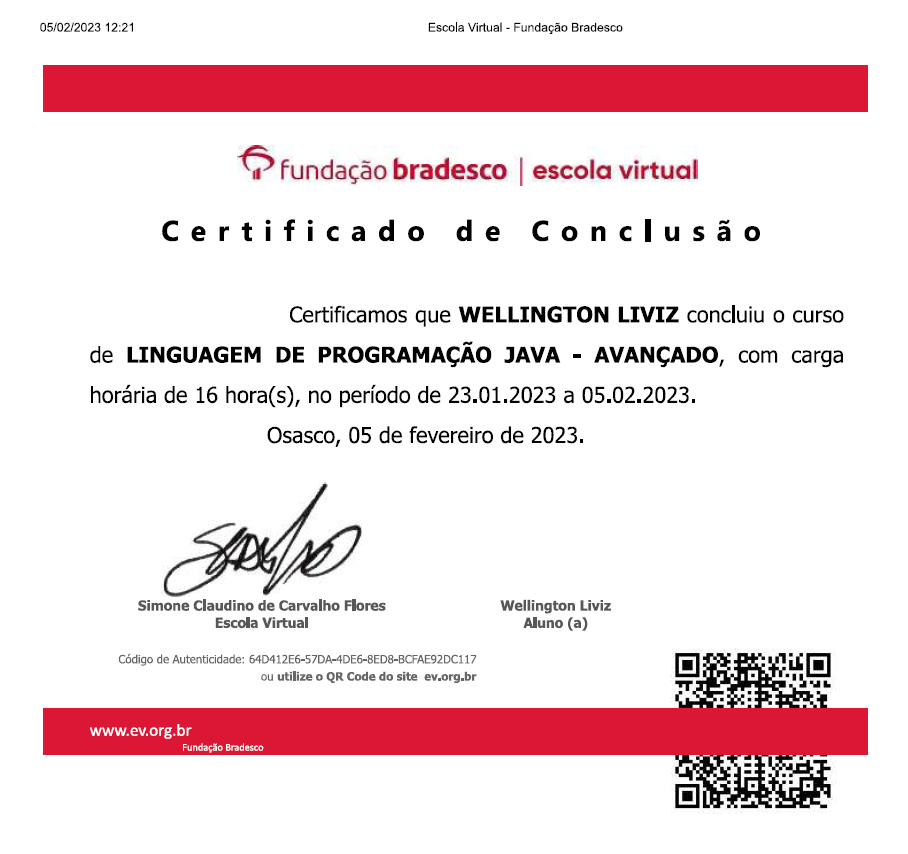 05/02/2023 12:21
Escola Virtual - Fundação Bradesco
fundação bradesco | escola virtual
Certificado de Conclusão
Certificamos que WELLINGTON LIVIZ concluiu o curso
de LINGUAGEM DE PROGRAMAÇÃO JAVA - AVANÇADO, com carga
horária de 16 hora(s), no período de 23.01.2023 a 05.02.2023.
Osasco, 05 de fevereiro de 2023.
Simone Claudino de Carvalho Flores
Escola Virtual
Wellington Liviz
Aluno (a)
Código de Autenticidade: 64D412E6-57DA-4DE6-8ED8-BCFAE92DC117
ou utilize o QR Code do site ev.org.br
www.ev.org.br
Fundação Bradesco